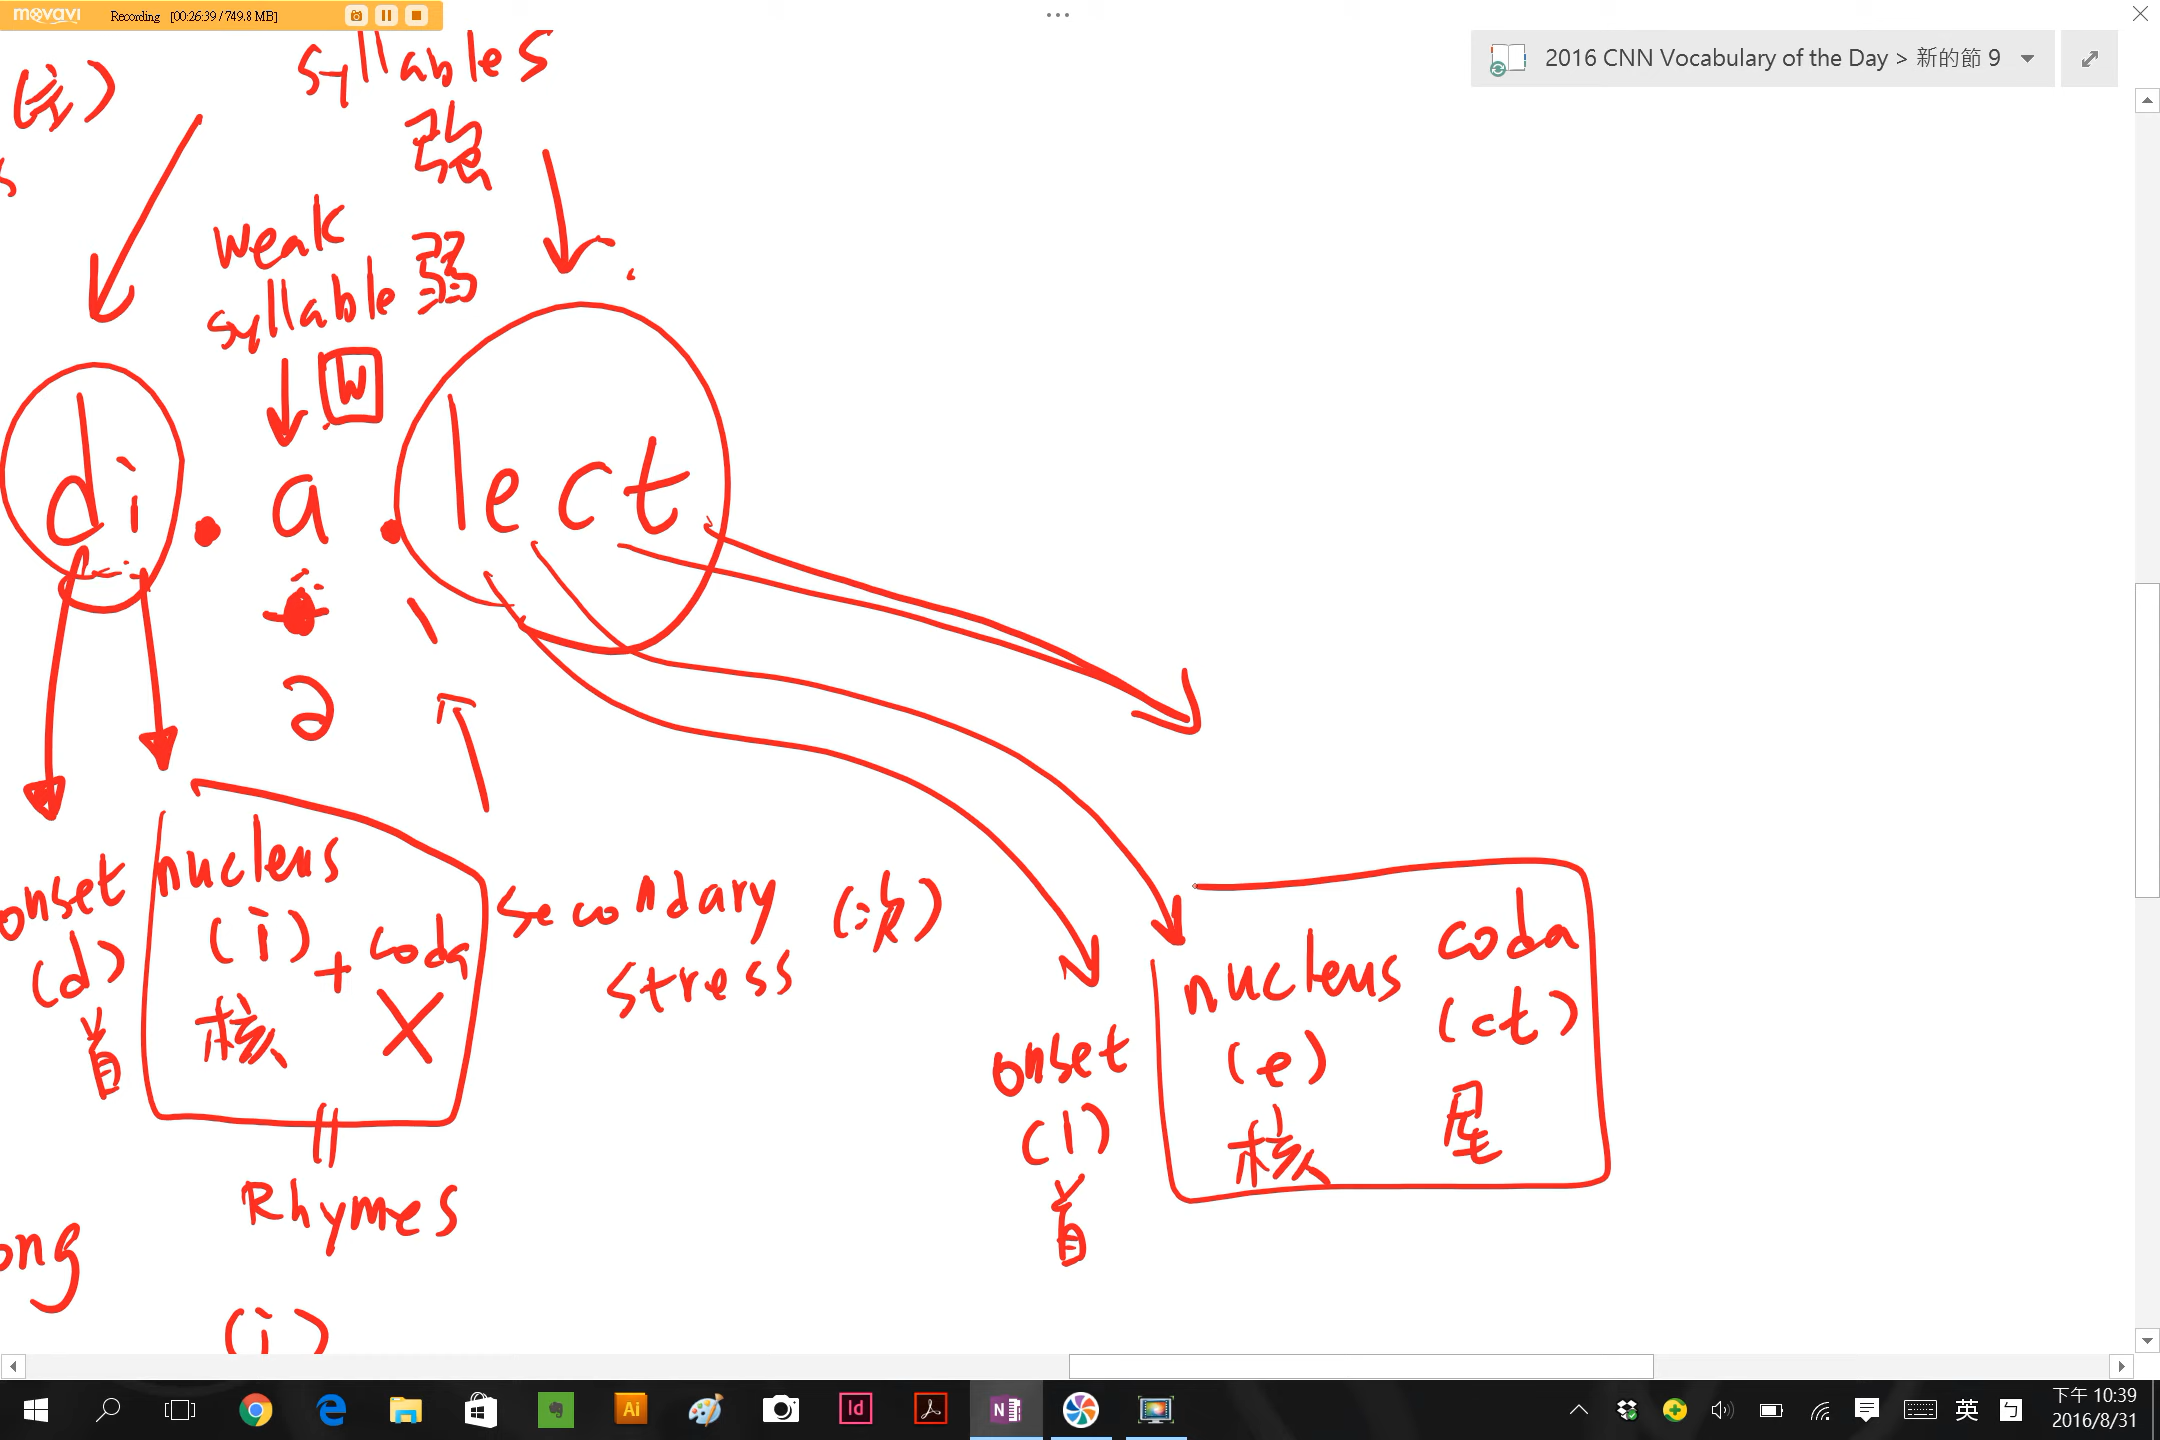 movavi Recording [00:26:39 / 749.8 MB]
2016 CNN Vocabulary of the Day > 新的節 9
syllables
強
(主)
s
weak
syllable 弱
W
di · a · lect
ə
onset
(d)
首
nucleus
(i) + coda
核 X
Rhymes
secondary (次)
stress
onset
(l)
首
nucleus
(e)
核
coda
(ct)
尾
ong
(i)
下午 10:39
英 ㄅ
2016/8/31